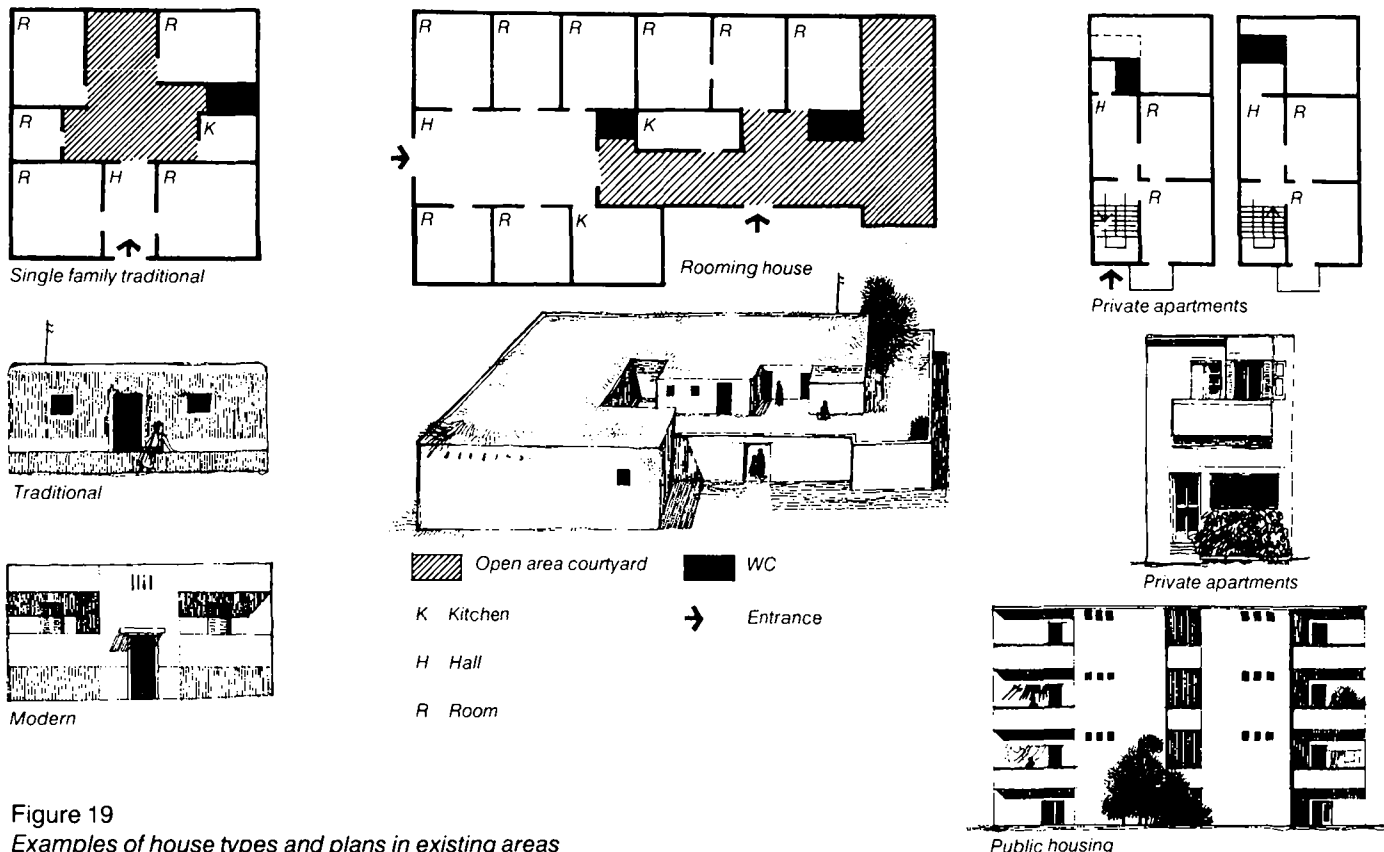 R
R
R
K
R
H
R
Single family traditional
R
R
R
R
R
R
H
K
R
R
K
Rooming house
H
R
R
H
R
R
Private apartments
Traditional
Modern
Open area courtyard
WC
K Kitchen
Entrance
H Hall
R Room
Private apartments
Public housing
Figure 19
Examples of house types and plans in existing areas